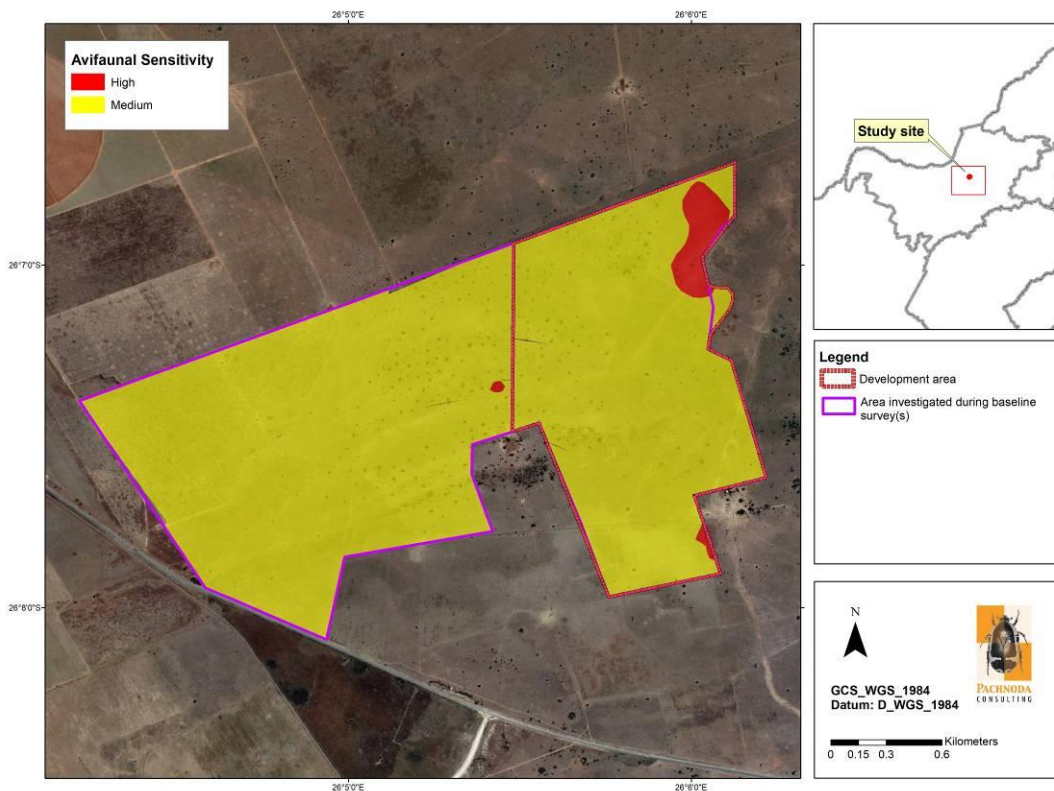 26°5'0"E
26°6'0"E
Avifaunal Sensitivity
High
Medium
Study site
26°7'0"S
26°8'0"S
Legend
Development area
Area investigated during baseline
survey(s)
N
GCS_WGS_1984
Datum: D_WGS_1984
PACHNODA
CONSULTING
Kilometers
0 0.15 0.3 0.6
26°5'0"E
26°6'0"E